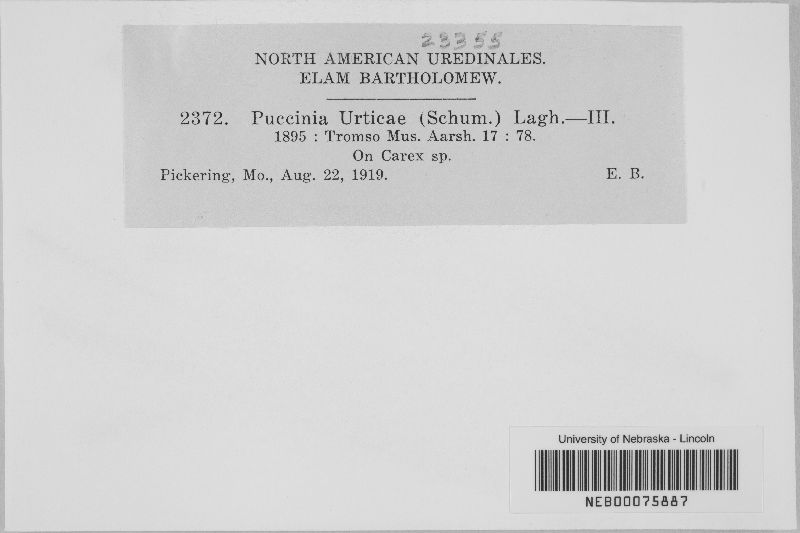 23355
NORTH AMERICAN UREDINALES.
ELAM BARTHOLOMEW.
2372. Puccinia Urticae (Schum.) Lagh.—III.
1895 : Tromso Mus. Aarsh. 17 : 78.
On Carex sp.
Pickering, Mo., Aug. 22, 1919. E. B.
University of Nebraska - Lincoln
NEB00075887